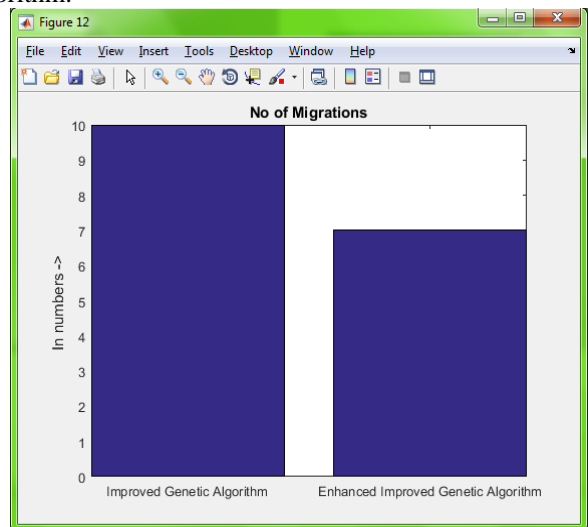 orithm.
Figure 12
File Edit View Insert Tools Desktop Window Help
No of Migrations
10
9
8
7
6
5
4
3
2
1
0
In numbers ->
Improved Genetic Algorithm Enhanced Improved Genetic Algorithm